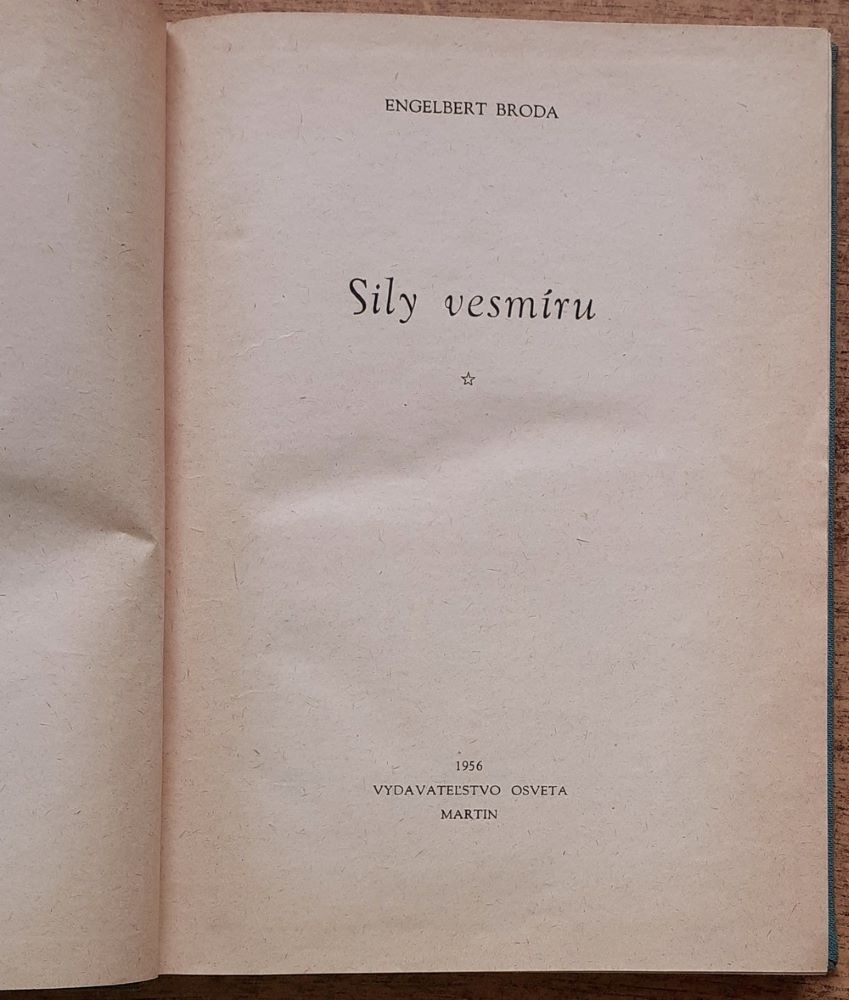 ENGELBERT BRODA
Sily vesmíru
1956
VYDAVATEĽSTVO OSVETA
MARTIN